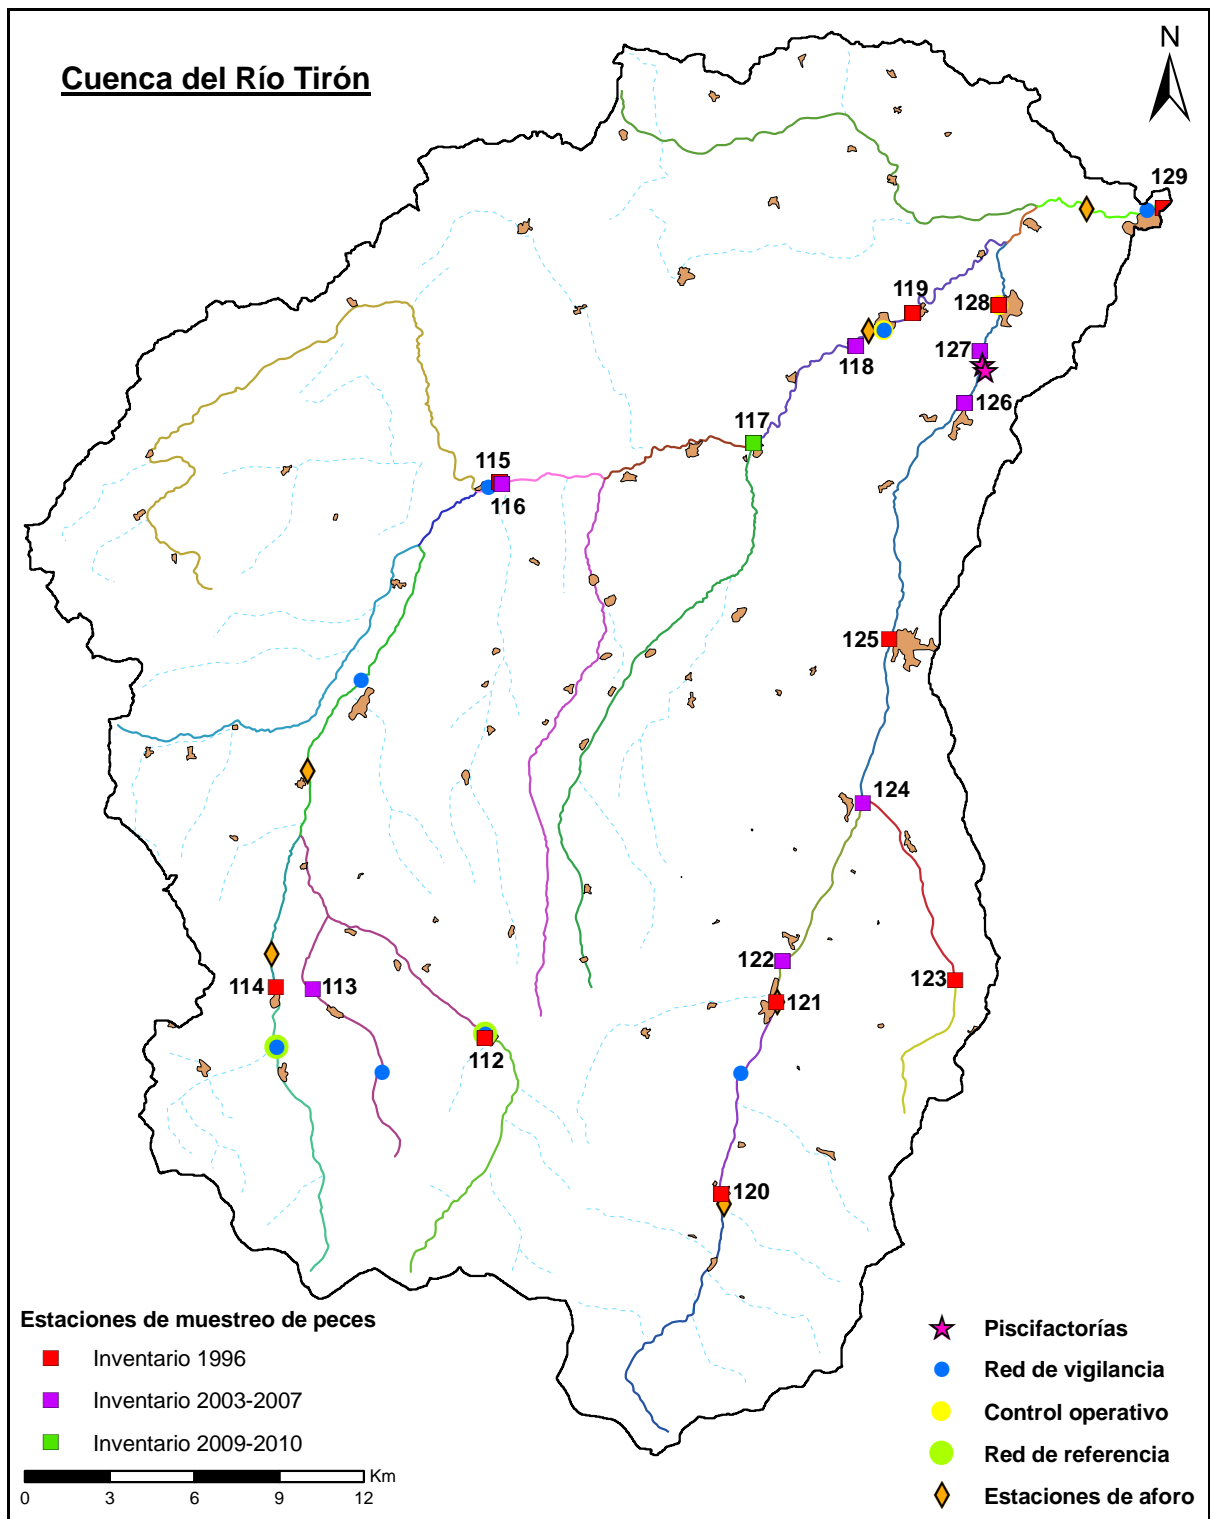 Cuenca del Río Tirón
N
129
119
128
118
127
126
117
115
116
125
124
122
123
114
113
121
112
120
Estaciones de muestreo de peces
Inventario 1996
Inventario 2003-2007
Inventario 2009-2010
Km
0 3 6 9 12
Piscifactorías
Red de vigilancia
Control operativo
Red de referencia
Estaciones de aforo